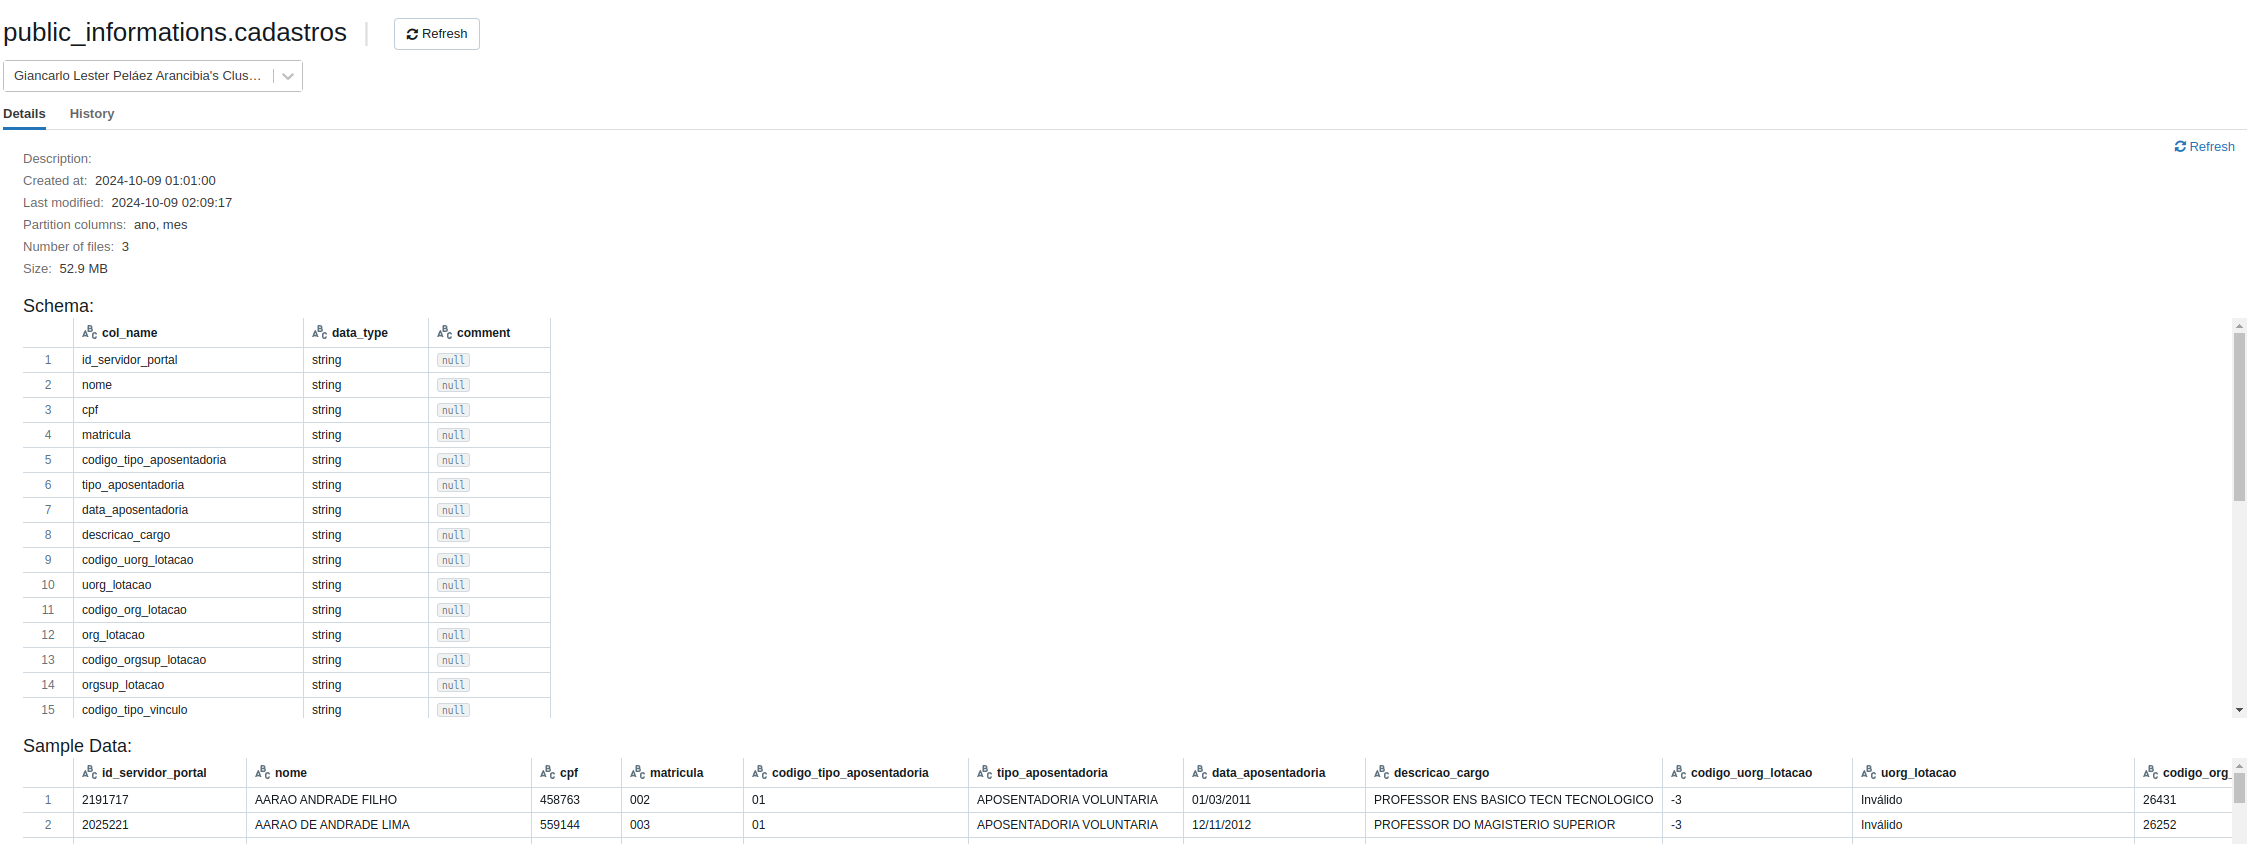 public_informations.cadastros | Refresh
Giancarlo Lester Peláez Arancibia's Clus…
Details History
Refresh
Description:
Created at: 2024-10-09 01:01:00
Last modified: 2024-10-09 02:09:17
Partition columns: ano, mes
Number of files: 3
Size: 52.9 MB
Schema:
col_name data_type comment
1 id_servidor_portal string null
2 nome string null
3 cpf string null
4 matricula string null
5 codigo_tipo_aposentadoria string null
6 tipo_aposentadoria string null
7 data_aposentadoria string null
8 descricao_cargo string null
9 codigo_uorg_lotacao string null
10 uorg_lotacao string null
11 codigo_org_lotacao string null
12 org_lotacao string null
13 codigo_orgsup_lotacao string null
14 orgsup_lotacao string null
15 codigo_tipo_vinculo string null
Sample Data:
id_servidor_portal nome cpf matricula codigo_tipo_aposentadoria tipo_aposentadoria data_aposentadoria descricao_cargo codigo_uorg_lotacao uorg_lotacao codigo_org_
1 2191717 AARAO ANDRADE FILHO 458763 002 01 APOSENTADORIA VOLUNTARIA 01/03/2011 PROFESSOR ENS BASICO TECN TECNOLOGICO -3 Inválido 26431
2 2025221 AARAO DE ANDRADE LIMA 559144 003 01 APOSENTADORIA VOLUNTARIA 12/11/2012 PROFESSOR DO MAGISTERIO SUPERIOR -3 Inválido 26252